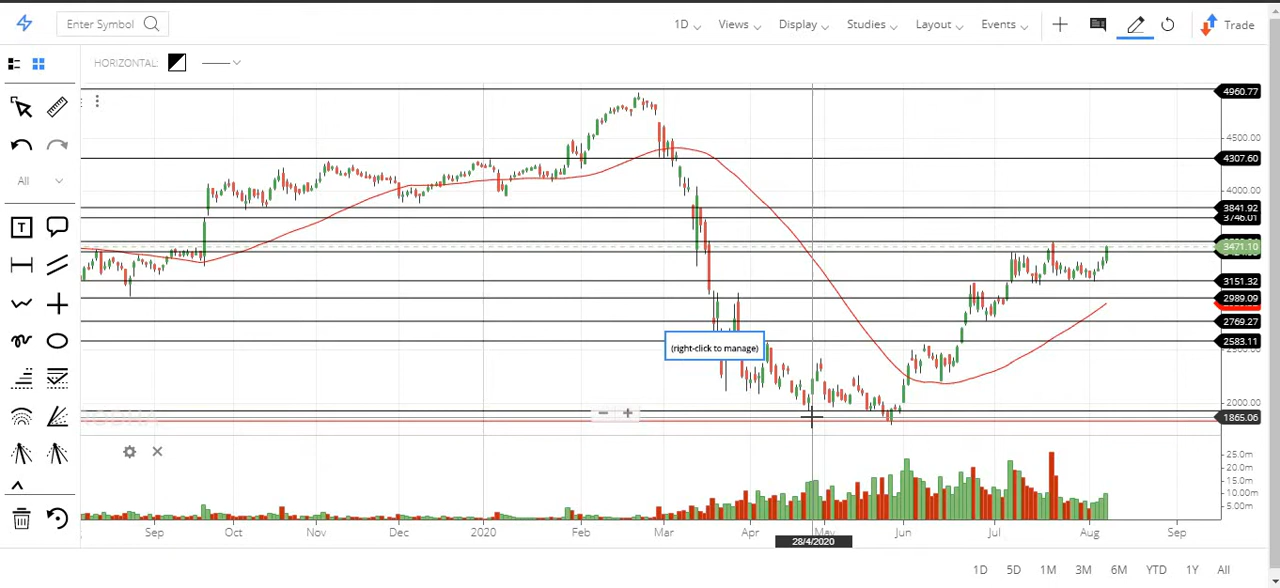 Enter Symbol
1D Views Display Studies Layout Events Trade
HORIZONTAL:
4960.77
4500.00
4307.60
4000.00
3841.92
3746.01
3471.10
3151.32
2989.09
2769.27
2583.11
(right-click to manage)
2000.00
1865.06
All
T
25.0m
20.0m
15.0m
10.00m
5.00m
Sep Oct Nov Dec 2020 Feb Mar Apr May Jun Jul Aug Sep
28/4/2020
1D 5D 1M 3M 6M YTD 1Y All